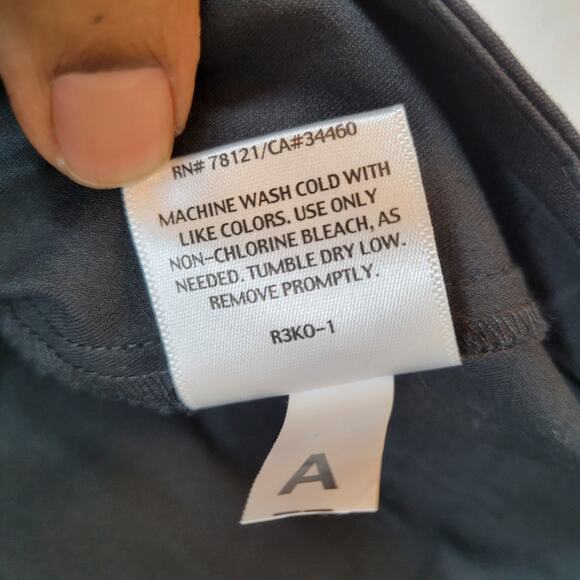 RN# 78121/CA#34460
MACHINE WASH COLD WITH
LIKE COLORS. USE ONLY
NON-CHLORINE BLEACH, AS
NEEDED. TUMBLE DRY LOW.
REMOVE PROMPTLY.
R3K0-1
A